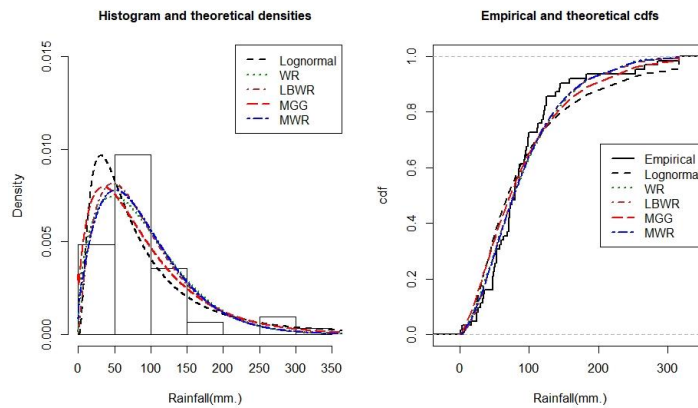 Histogram and theoretical densities
Density
0.000
0.005
0.010
0.015
Lognormal
WR
LBWR
MGG
MWR
0 50 100 150 200 250 300 350
Rainfall(mm.)
Empirical and theoretical cdfs
cdf
0.0
0.2
0.4
0.6
0.8
1.0
Empirical
Lognormal
WR
LBWR
MGG
MWR
0 100 200 300
Rainfall(mm.)